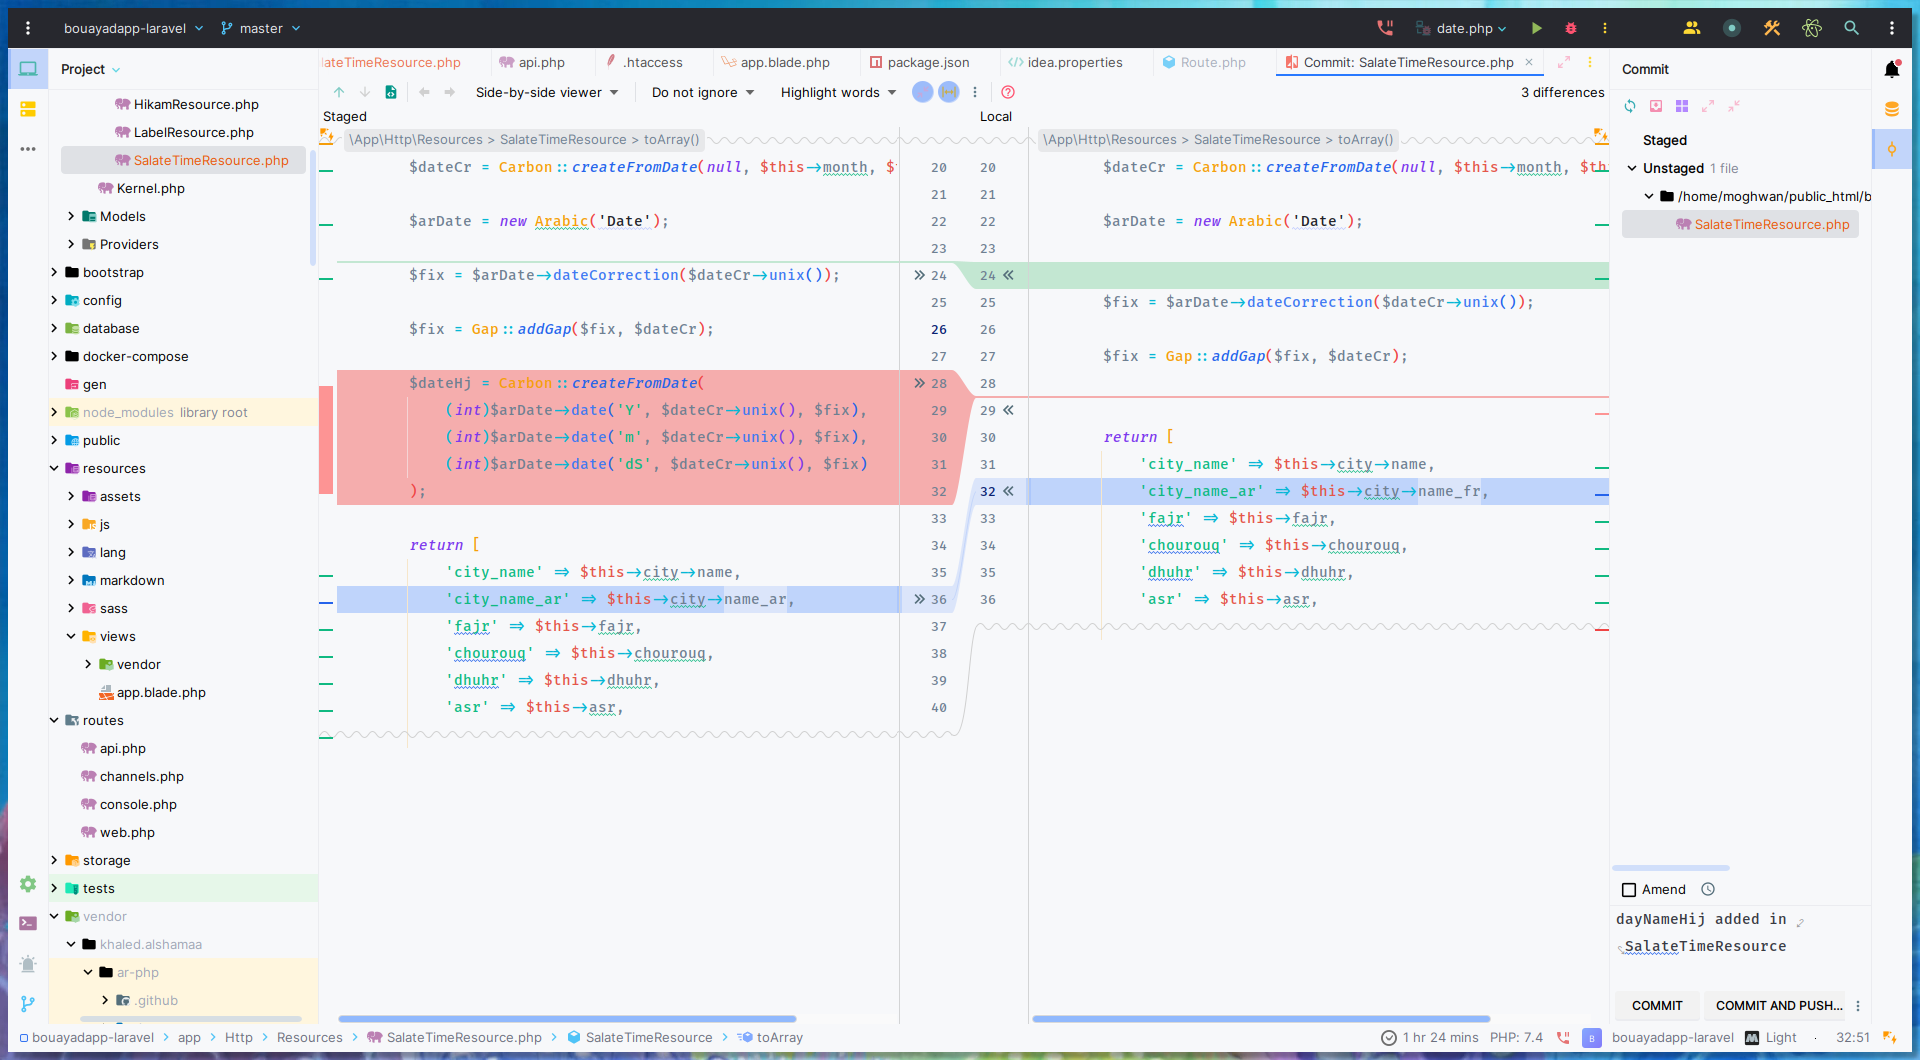 bouayadapp-laravel master date.php
Project
HikamResource.php
LabelResource.php
SalateTimeResource.php
Kernel.php
Models
Providers
bootstrap
config
database
docker-compose
gen
node_modules library root
public
resources
assets
js
lang
markdown
sass
views
vendor
app.blade.php
routes
api.php
channels.php
console.php
web.php
storage
tests
vendor
khaled.alshamaa
ar-php
.github
lateTimeResource.php api.php .htaccess app.blade.php package.json idea.properties Route.php Commit: SalateTimeResource.php
Side-by-side viewer Do not ignore Highlight words 3 differences
Staged
\App\Http\Resources > SalateTimeResource > toArray()
$dateCr = Carbon::createFromDate(null, $this->month, $ 20
21
$arDate = new Arabic('Date'); 22
23
$fix = $arDate->dateCorrection($dateCr->unix()); 24
25
$fix = Gap::addGap($fix, $dateCr); 26
27
$dateHj = Carbon::createFromDate( 28
(int)$arDate->date('Y', $dateCr->unix(), $fix), 29
(int)$arDate->date('m', $dateCr->unix(), $fix), 30
(int)$arDate->date('dS', $dateCr->unix(), $fix) 31
); 32
33
return [ 34
'city_name' => $this->city->name, 35
'city_name_ar' => $this->city->name_ar, 36
'fajr' => $this->fajr, 37
'chourouq' => $this->chourouq, 38
'dhuhr' => $this->dhuhr, 39
'asr' => $this->asr, 40
Local
\App\Http\Resources > SalateTimeResource > toArray()
20 $dateCr = Carbon::createFromDate(null, $this->month, $th
21
22 $arDate = new Arabic('Date');
23
24
25 $fix = $arDate->dateCorrection($dateCr->unix());
26
27 $fix = Gap::addGap($fix, $dateCr);
28
29
30 return [
31 'city_name' => $this->city->name,
32 'city_name_ar' => $this->city->name_fr,
33 'fajr' => $this->fajr,
34 'chourouq' => $this->chourouq,
35 'dhuhr' => $this->dhuhr,
36 'asr' => $this->asr,
Commit
Staged
Unstaged 1 file
/home/moghwan/public_html/b
SalateTimeResource.php
Amend
dayNameHij added in
SalateTimeResource
COMMIT COMMIT AND PUSH...
bouayadapp-laravel > app > Http > Resources > SalateTimeResource.php > SalateTimeResource > toArray 1 hr 24 mins PHP: 7.4 B bouayadapp-laravel M Light 32:51